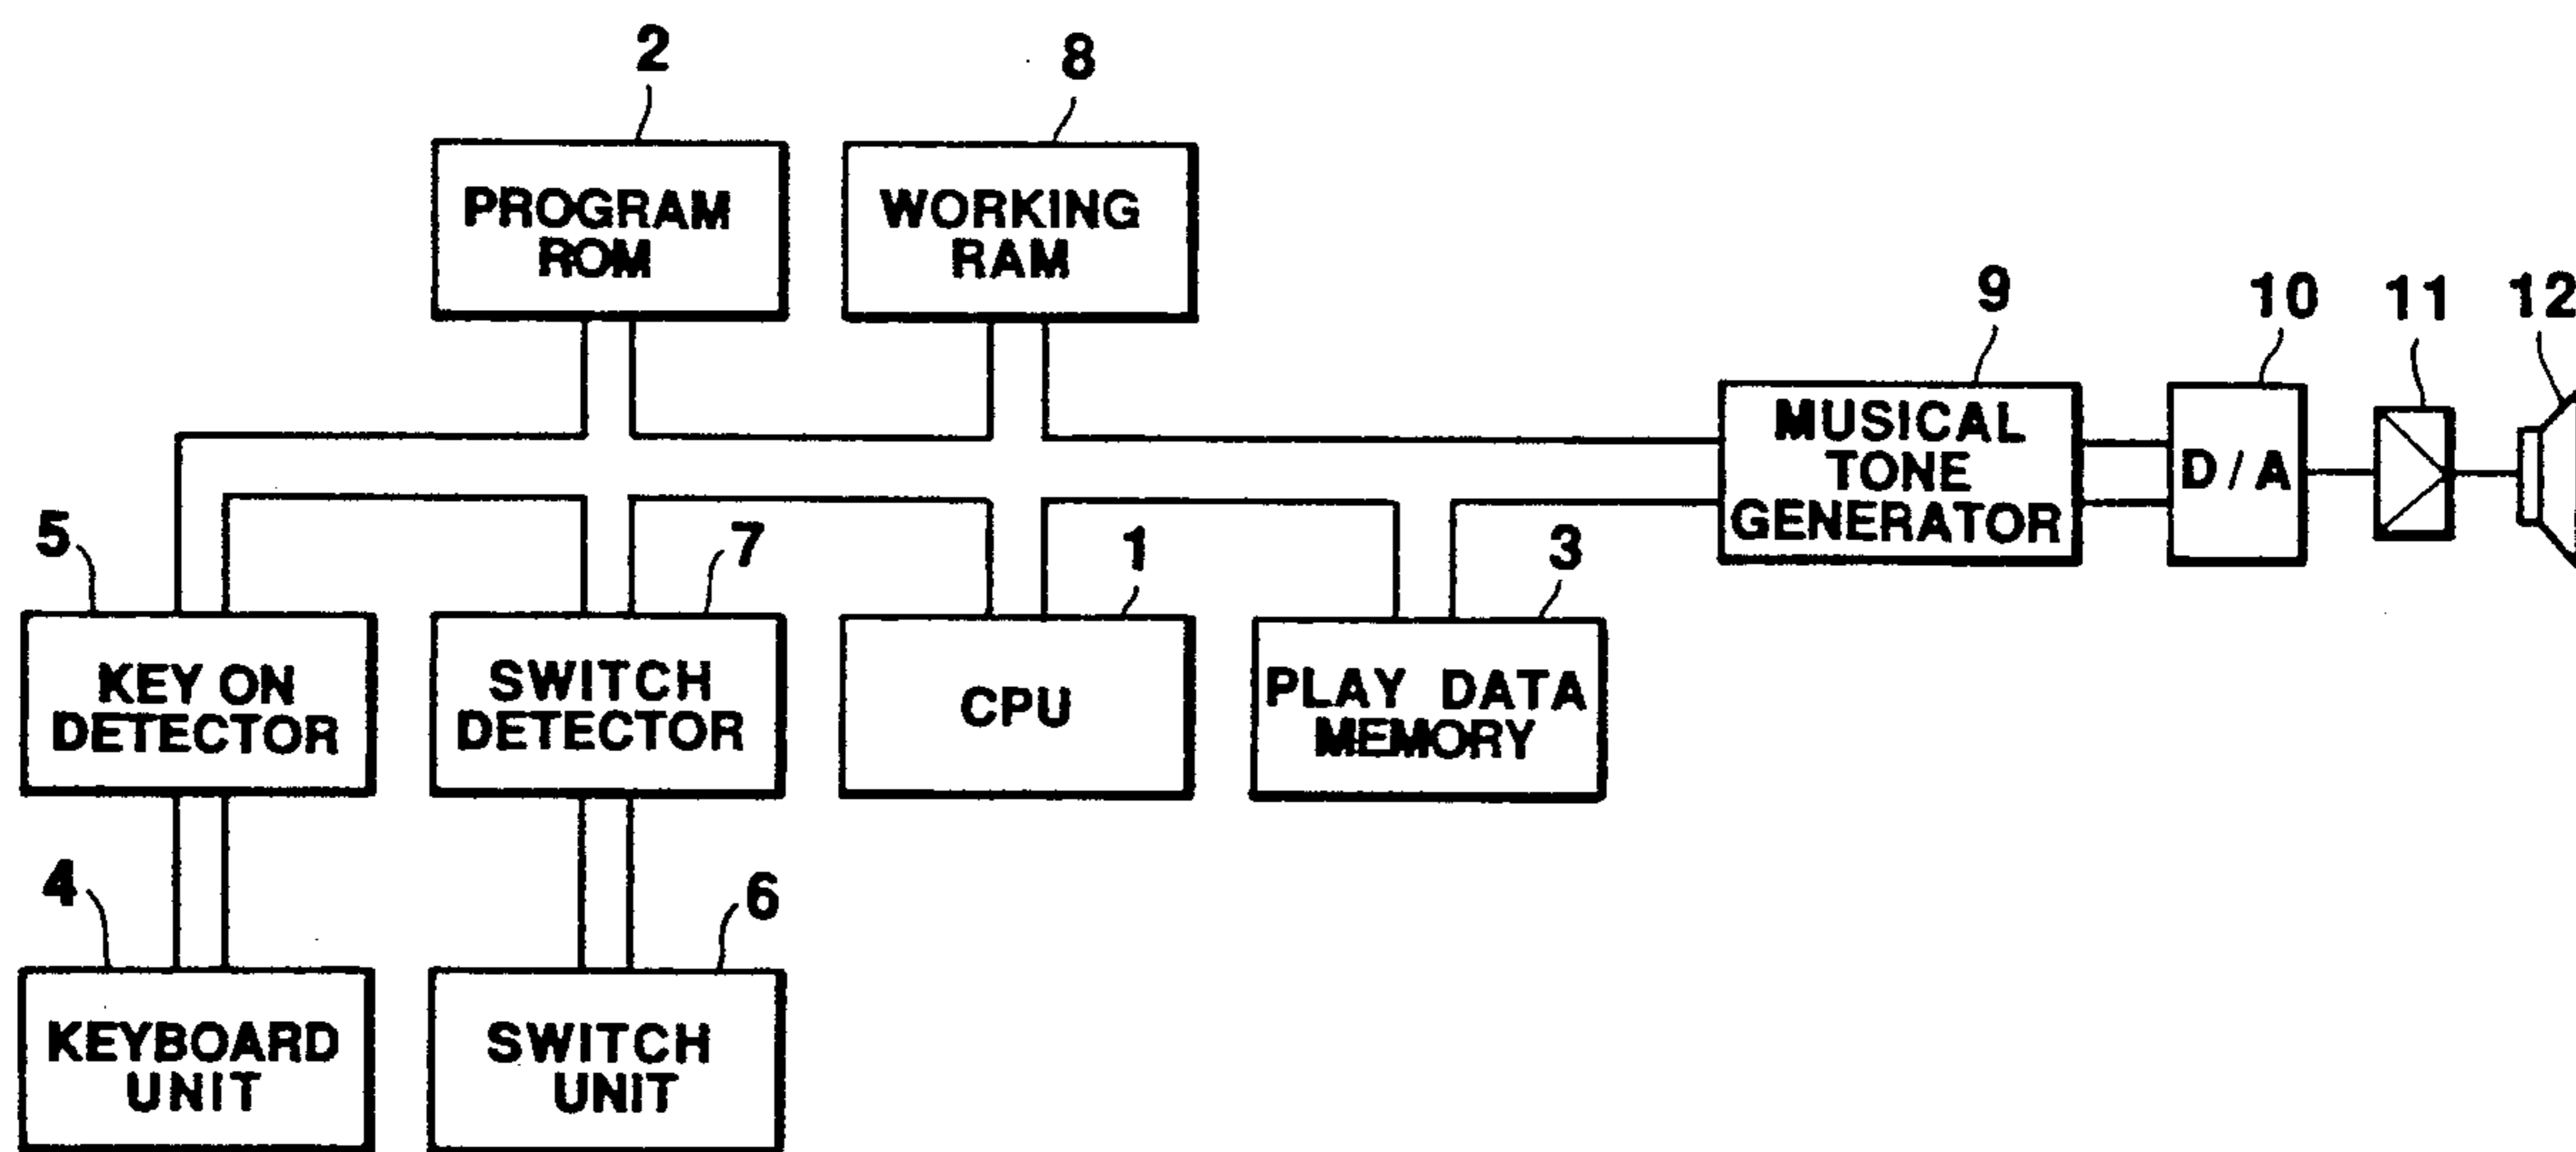 2
8
PROGRAM
ROM
WORKING
RAM
9
10
11
12
MUSICAL
TONE
GENERATOR
D/A
5
7
1
3
KEY ON
DETECTOR
SWITCH
DETECTOR
CPU
PLAY DATA
MEMORY
4
6
KEYBOARD
UNIT
SWITCH
UNIT